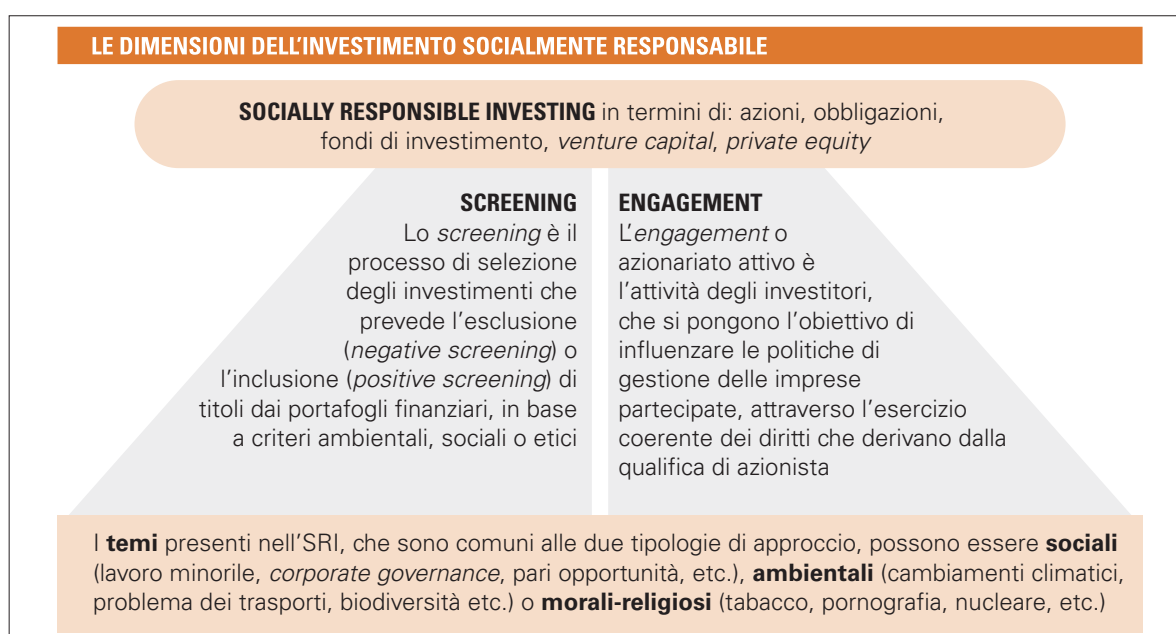 LE DIMENSIONI DELL'INVESTIMENTO SOCIALMENTE RESPONSABILE
SOCIALLY RESPONSIBLE INVESTING in termini di: azioni, obbligazioni,
fondi di investimento, venture capital, private equity
SCREENING
Lo screening è il
processo di selezione
degli investimenti che
prevede l'esclusione
(negative screening) o
l'inclusione (positive screening) di
titoli dai portafogli finanziari, in base
a criteri ambientali, sociali o etici
ENGAGEMENT
L'engagement o
azionariato attivo è
l'attività degli investitori,
che si pongono l'obiettivo di
influenzare le politiche di
gestione delle imprese
partecipate, attraverso l'esercizio
coerente dei diritti che derivano dalla
qualifica di azionista
I temi presenti nell'SRI, che sono comuni alle due tipologie di approccio, possono essere sociali
(lavoro minorile, corporate governance, pari opportunità, etc.), ambientali (cambiamenti climatici,
problema dei trasporti, biodiversità etc.) o morali-religiosi (tabacco, pornografia, nucleare, etc.)